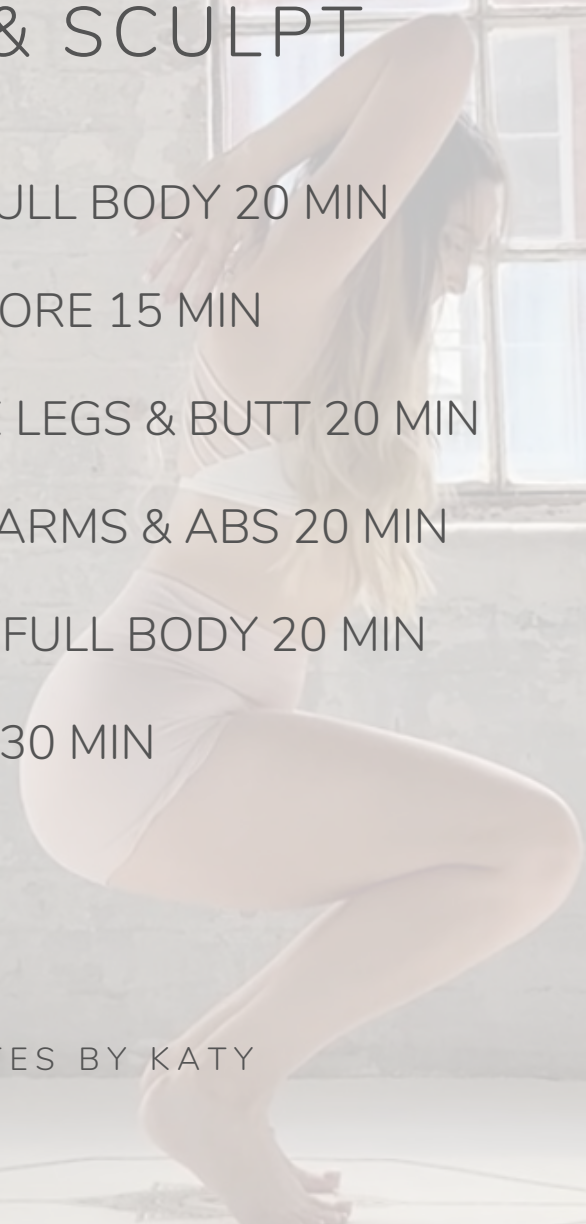 & SCULPT
ULL BODY 20 MIN
ORE 15 MIN
LEGS & BUTT 20 MIN
ARMS & ABS 20 MIN
FULL BODY 20 MIN
30 MIN
TES BY KATY